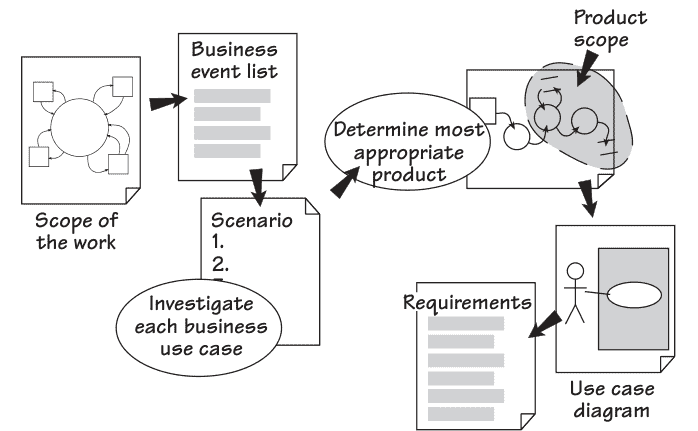 Scope of
the work
Business
event list
Scenario
1.
2.
Investigate
each business
use case
Determine most
appropriate
product
Product
scope
Use case
diagram
Requirements